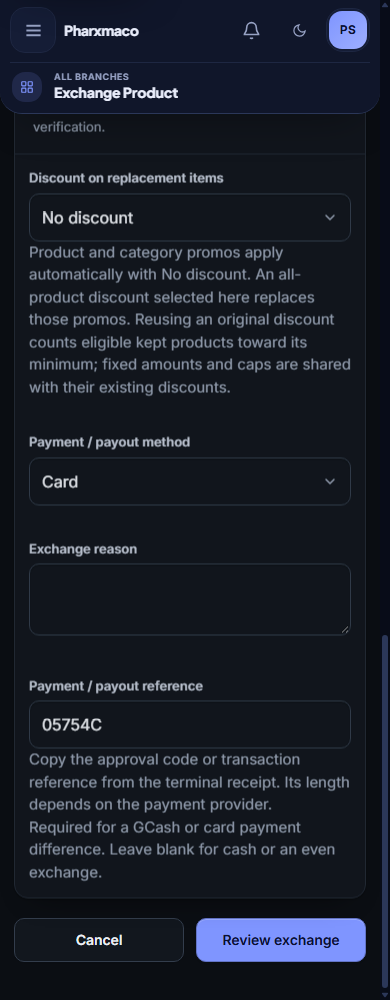 Pharxmaco
PS
ALL BRANCHES
Exchange Product
verification.
Discount on replacement items
No discount
Product and category promos apply
automatically with No discount. An all-
product discount selected here replaces
those promos. Reusing an original discount
counts eligible kept products toward its
minimum; fixed amounts and caps are shared
with their existing discounts.
Payment / payout method
Card
Exchange reason
Payment / payout reference
05754C
Copy the approval code or transaction
reference from the terminal receipt. Its length
depends on the payment provider.
Required for a GCash or card payment
difference. Leave blank for cash or an even
exchange.
Cancel
Review exchange